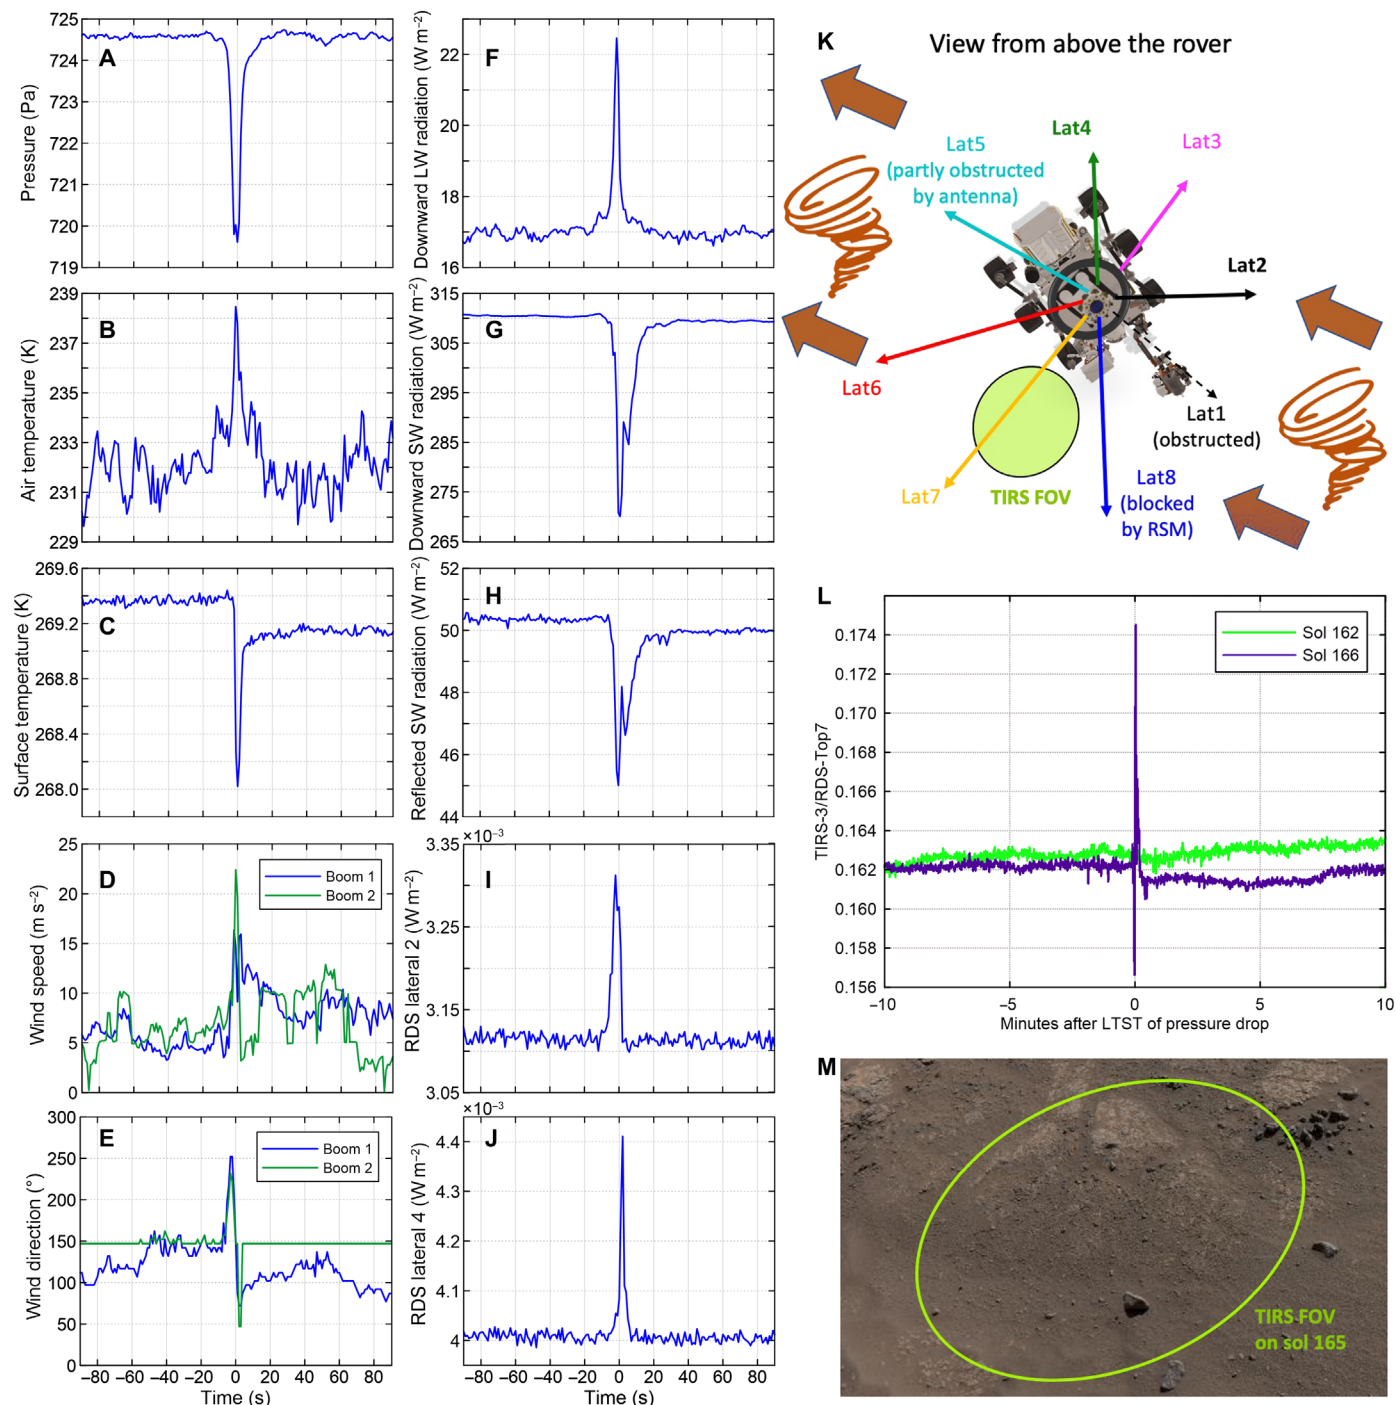 A
Pressure (Pa)
725
724
723
722
721
720
719
B
Air temperature (K)
239
237
235
233
231
229
C
Surface temperature (K)
269.6
269.2
268.8
268.4
268.0
D
Wind speed (m s⁻²)
25
20
15
10
5
0
Boom 1
Boom 2
E
Wind direction (°)
300
250
200
150
100
50
0
Boom 1
Boom 2
−80 −60 −40 −20 0 20 40 60 80
Time (s)
F
Downward LW radiation (W m⁻²)
22
20
18
16
G
Downward SW radiation (W m⁻²)
315
305
295
285
275
265
H
Reflected SW radiation (W m⁻²)
52
50
48
46
44
I
×10⁻³
RDS lateral 2 (W m⁻²)
3.35
3.25
3.15
3.05
J
×10⁻³
RDS lateral 4 (W m⁻²)
4.4
4.3
4.2
4.1
4
−80 −60 −40 −20 0 20 40 60 80
Time (s)
K
View from above the rover
Lat4
Lat3
Lat5
(partly obstructed
by antenna)
Lat2
Lat6
Lat1
(obstructed)
Lat7
TIRS FOV
Lat8
(blocked
by RSM)
L
TIRS-3/RDS-Top7
0.174
0.172
0.170
0.168
0.166
0.164
0.162
0.160
0.158
0.156
Sol 162
Sol 166
−10 −5 0 5 10
Minutes after LTST of pressure drop
M
TIRS FOV
on sol 165